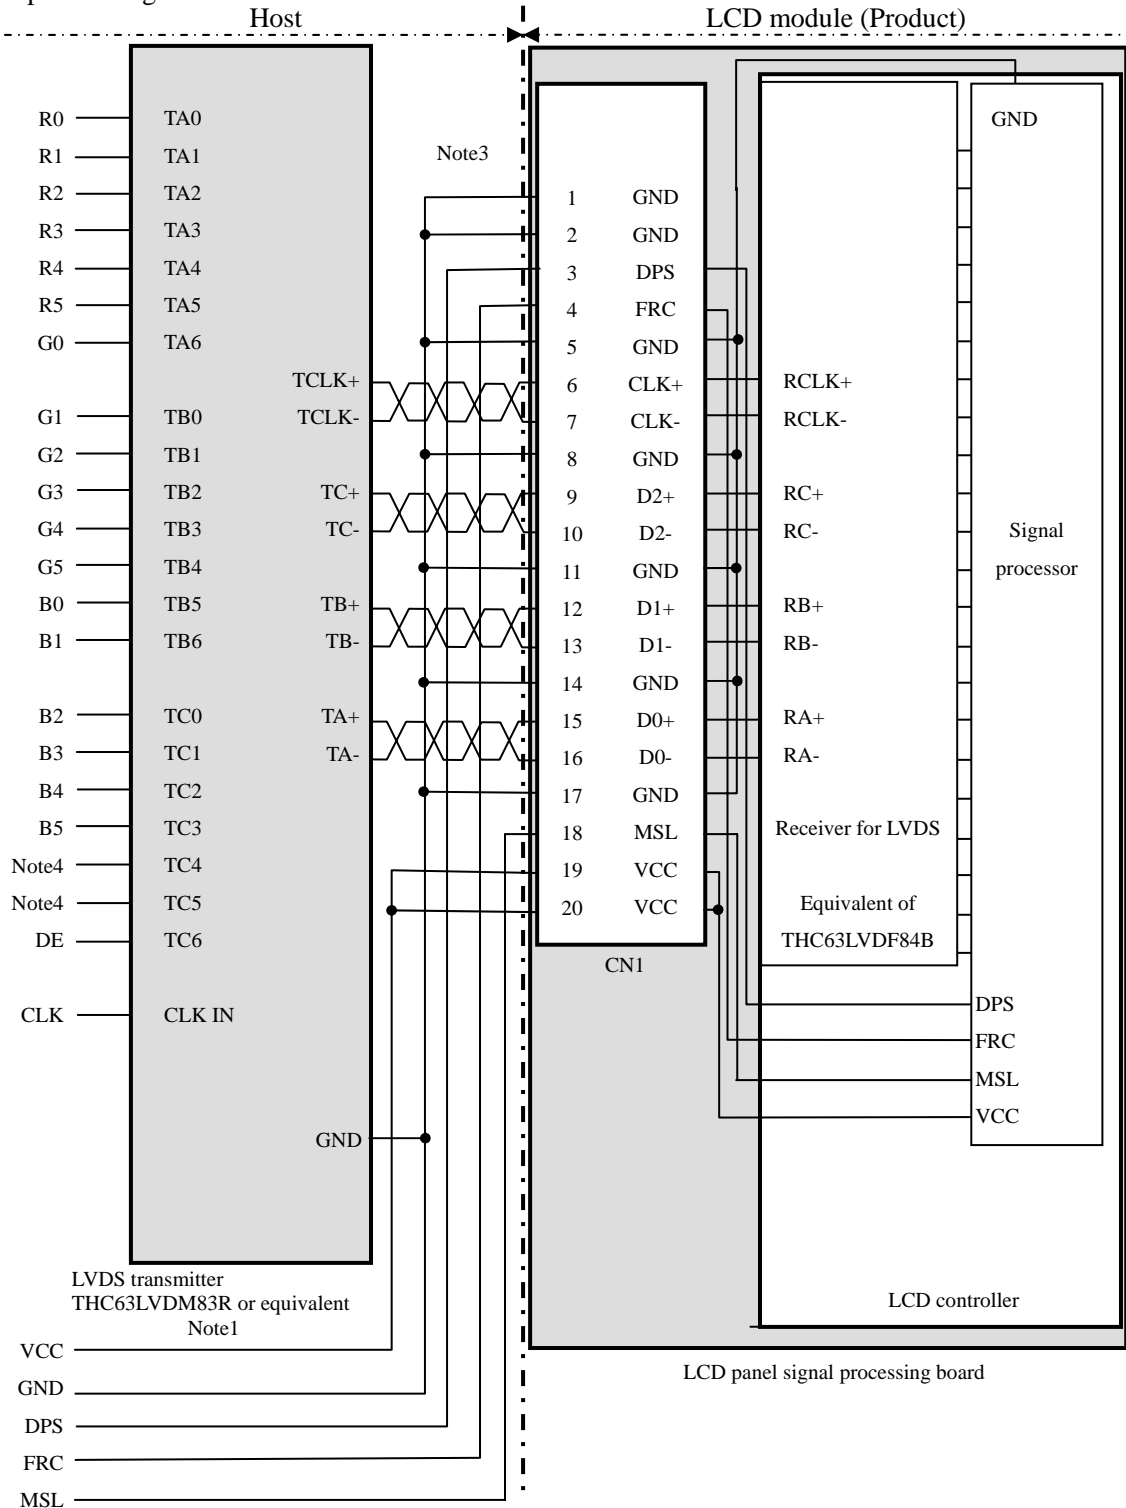 Host
LCD module (Product)
R0 TA0
R1 TA1
R2 TA2
R3 TA3
R4 TA4
R5 TA5
G0 TA6
TCLK+
G1 TB0 TCLK-
G2 TB1
G3 TB2 TC+
G4 TB3 TC-
G5 TB4
B0 TB5 TB+
B1 TB6 TB-
B2 TC0 TA+
B3 TC1 TA-
B4 TC2
B5 TC3
Note4 TC4
Note4 TC5
DE TC6
CLK CLK IN
GND
LVDS transmitter
THC63LVDM83R or equivalent
Note1
VCC
GND
DPS
FRC
MSL
Note3
1 GND
2 GND
3 DPS
4 FRC
5 GND
6 CLK+
7 CLK-
8 GND
9 D2+
10 D2-
11 GND
12 D1+
13 D1-
14 GND
15 D0+
16 D0-
17 GND
18 MSL
19 VCC
20 VCC
CN1
RCLK+
RCLK-
RC+
RC-
RB+
RB-
RA+
RA-
Receiver for LVDS
Equivalent of
THC63LVDF84B
GND
Signal
processor
DPS
FRC
MSL
VCC
LCD controller
LCD panel signal processing board